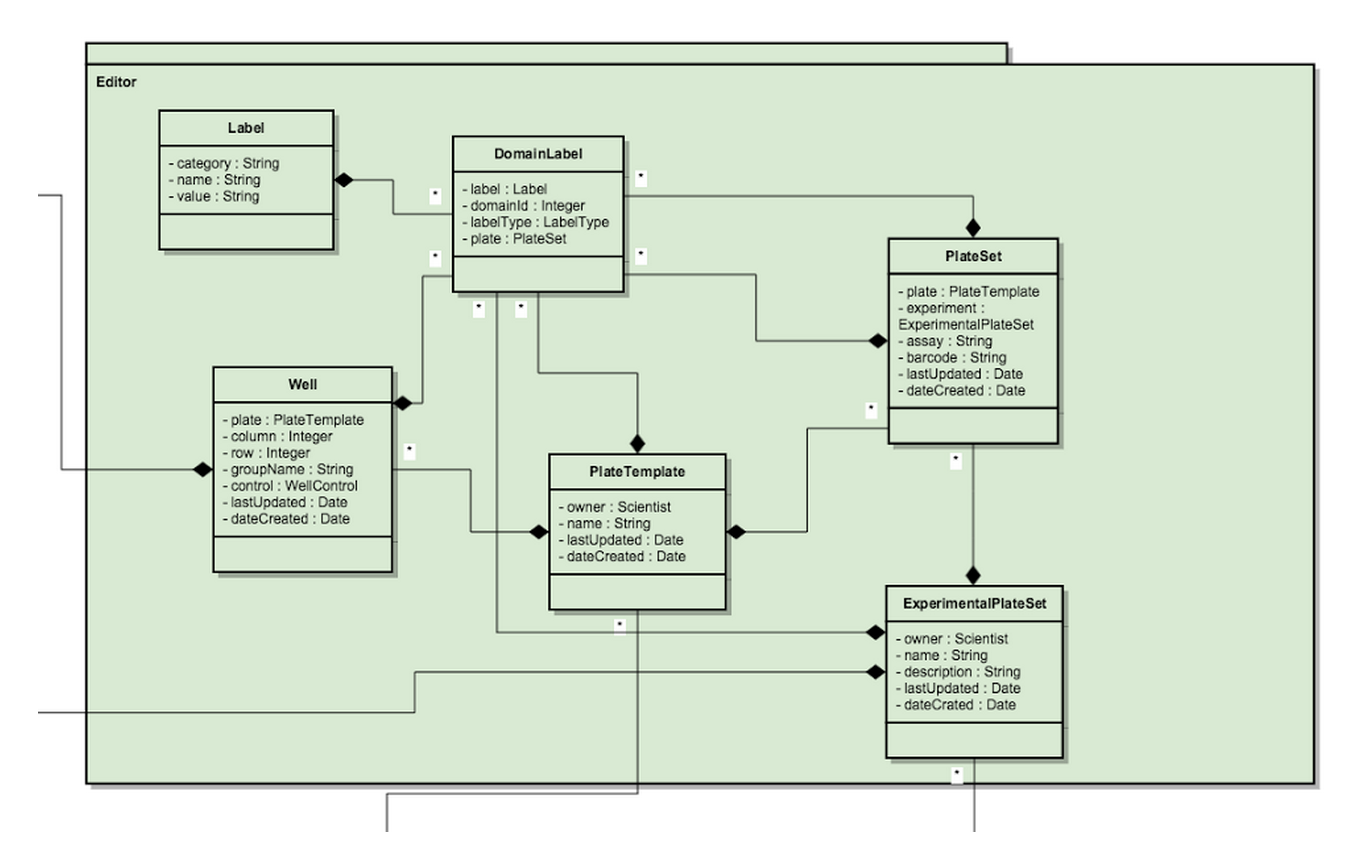 Editor
Label
- category : String
- name : String
- value : String
DomainLabel
- label : Label
- domainId : Integer
- labelType : LabelType
- plate : PlateSet
*
*
*
*
*
*
PlateSet
- plate : PlateTemplate
- experiment :
ExperimentalPlateSet
- assay : String
- barcode : String
- lastUpdated : Date
- dateCreated : Date
*
*
Well
- plate : PlateTemplate
- column : Integer
- row : Integer
- groupName : String
- control : WellControl
- lastUpdated : Date
- dateCreated : Date
*
PlateTemplate
- owner : Scientist
- name : String
- lastUpdated : Date
- dateCreated : Date
*
ExperimentalPlateSet
- owner : Scientist
- name : String
- description : String
- lastUpdated : Date
- dateCrated : Date
*